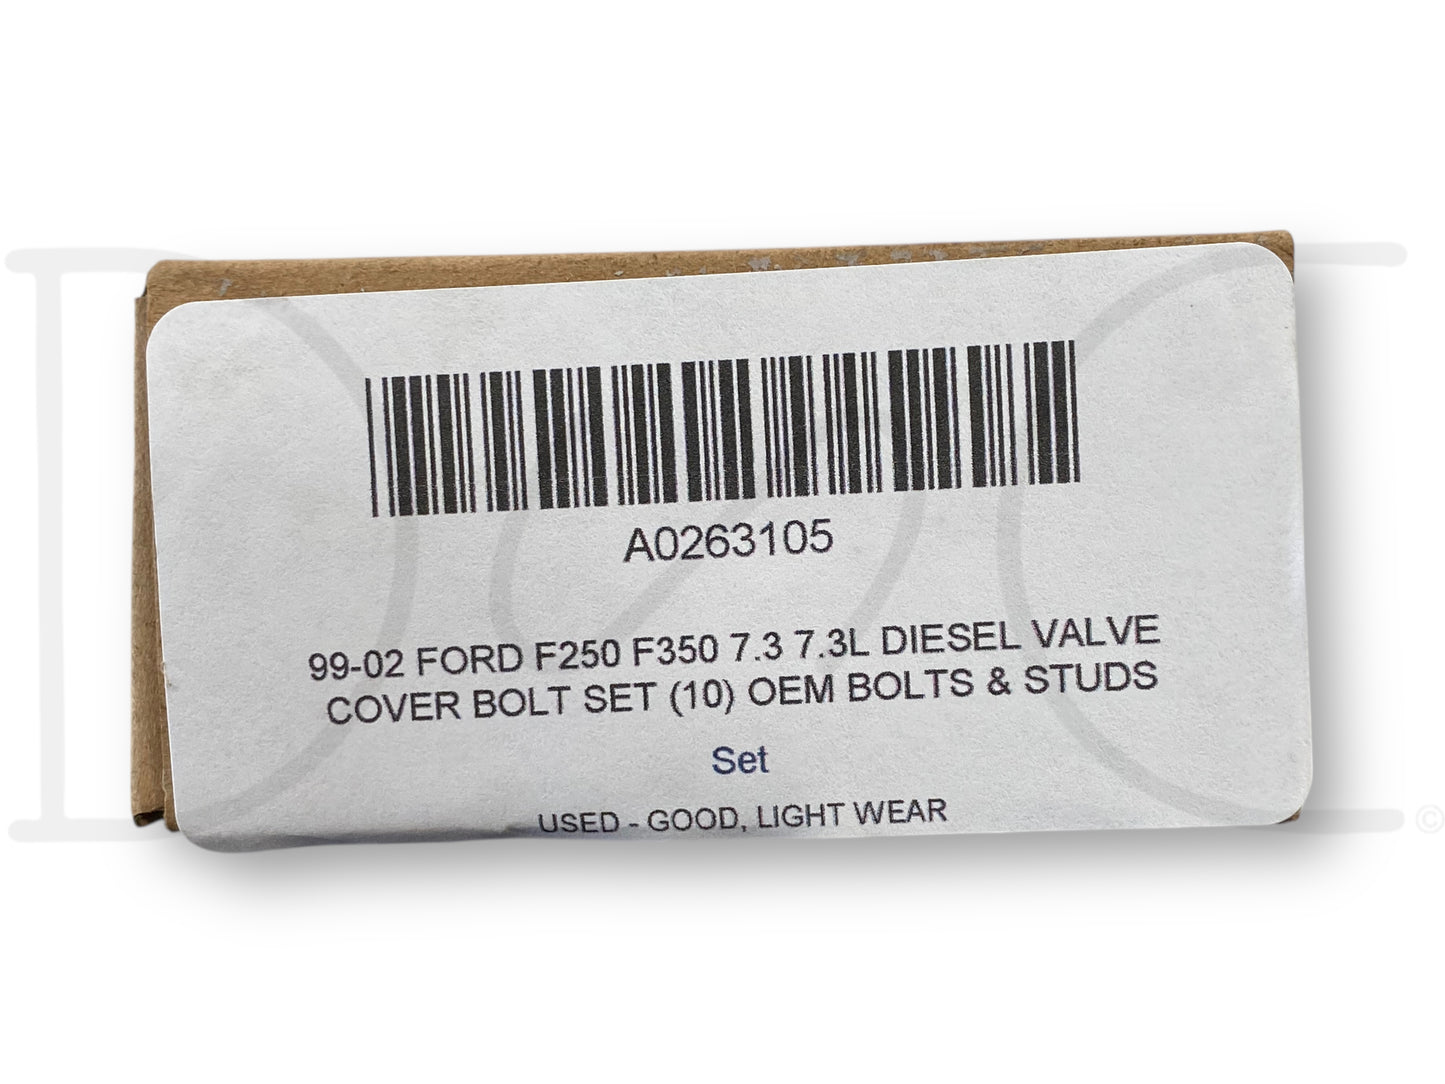 A0263105
99-02 FORD F250 F350 7.3 7.3L DIESEL VALVE
COVER BOLT SET (10) OEM BOLTS & STUDS
Set
USED - GOOD, LIGHT WEAR
©